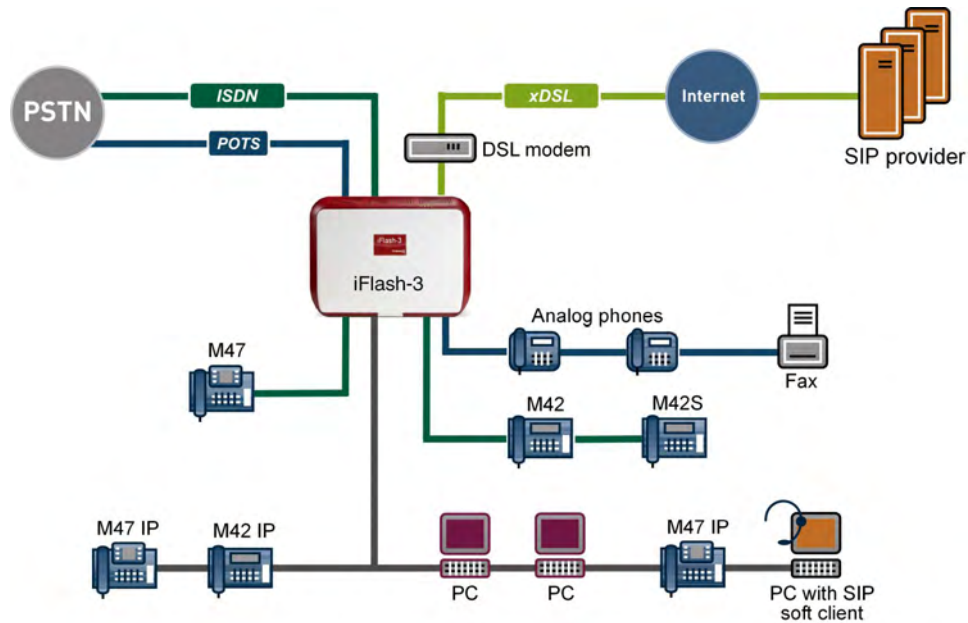 PSTN
ISDN
POTS
xDSL
Internet
DSL modem
SIP provider
iFlash-3
iFlash-3
Analog phones
Fax
M47
M42
M42S
M47 IP
M42 IP
PC
PC
M47 IP
PC with SIP
soft client